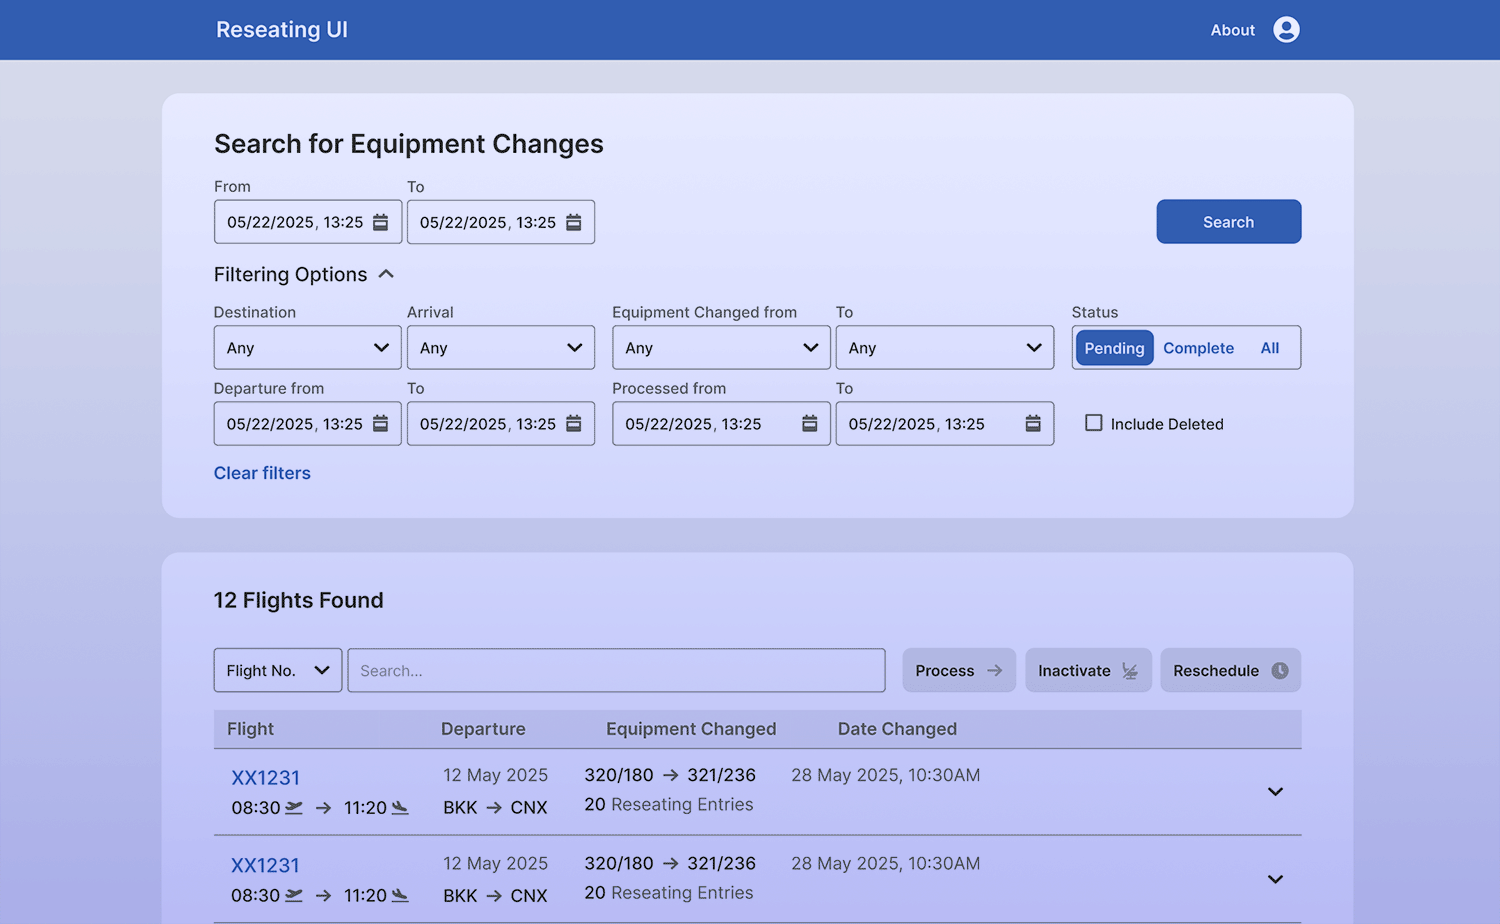 Reseating UI
About
Search for Equipment Changes
From To
05/22/2025, 13:25 05/22/2025, 13:25 Search
Filtering Options
Destination Arrival Equipment Changed from To Status
Any Any Any Any Pending Complete All
Departure from To Processed from To
05/22/2025, 13:25 05/22/2025, 13:25 05/22/2025, 13:25 05/22/2025, 13:25 Include Deleted
Clear filters
12 Flights Found
Flight No. Search... Process Inactivate Reschedule
Flight Departure Equipment Changed Date Changed
XX1231 12 May 2025 320/180 → 321/236 28 May 2025, 10:30AM
08:30 → 11:20 BKK → CNX 20 Reseating Entries
XX1231 12 May 2025 320/180 → 321/236 28 May 2025, 10:30AM
08:30 → 11:20 BKK → CNX 20 Reseating Entries